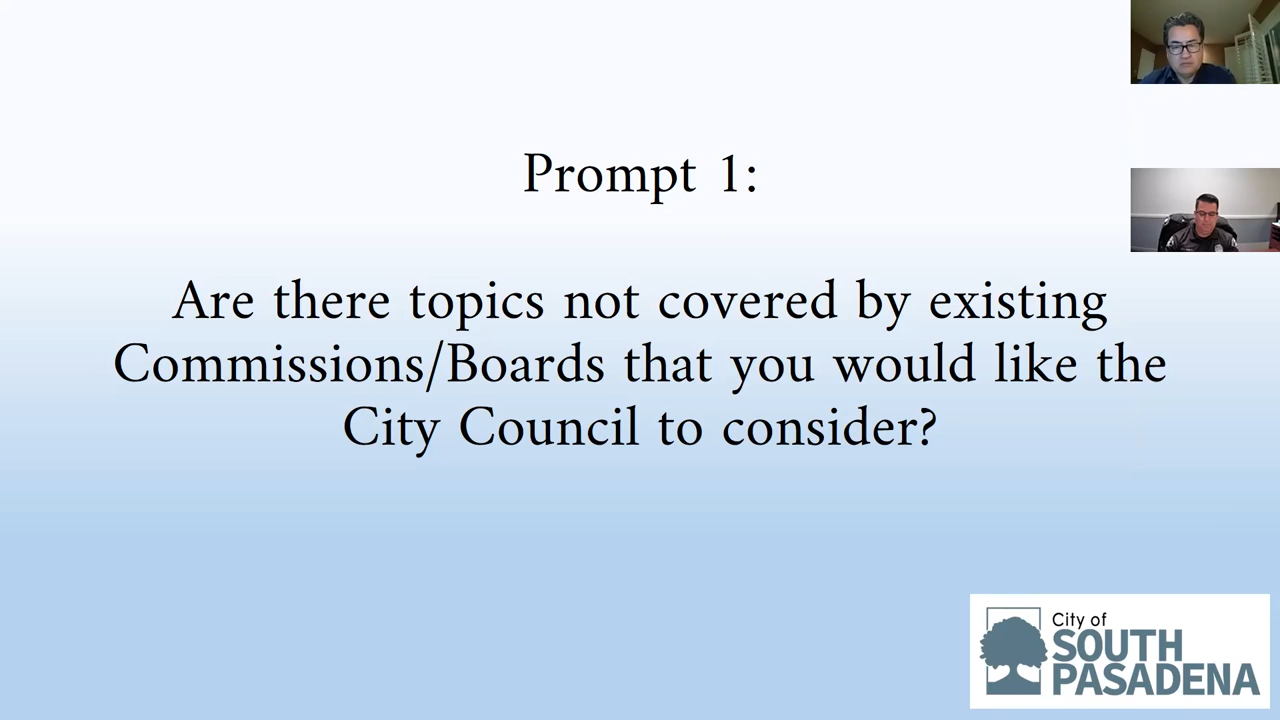 Prompt 1:
Are there topics not covered by existing
Commissions/Boards that you would like the
City Council to consider?
City of
SOUTH
PASADENA